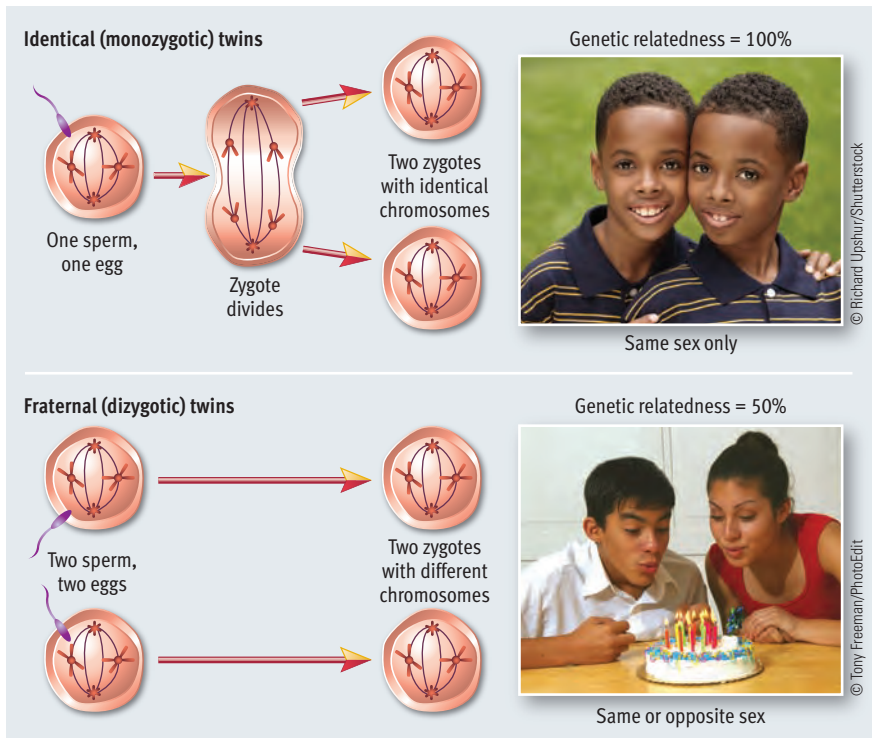 Identical (monozygotic) twins
Genetic relatedness = 100%
One sperm,
one egg
Zygote
divides
Two zygotes
with identical
chromosomes
© Richard Upshur/Shutterstock
Same sex only
Fraternal (dizygotic) twins
Genetic relatedness = 50%
Two sperm,
two eggs
Two zygotes
with different
chromosomes
© Tony Freeman/PhotoEdit
Same or opposite sex